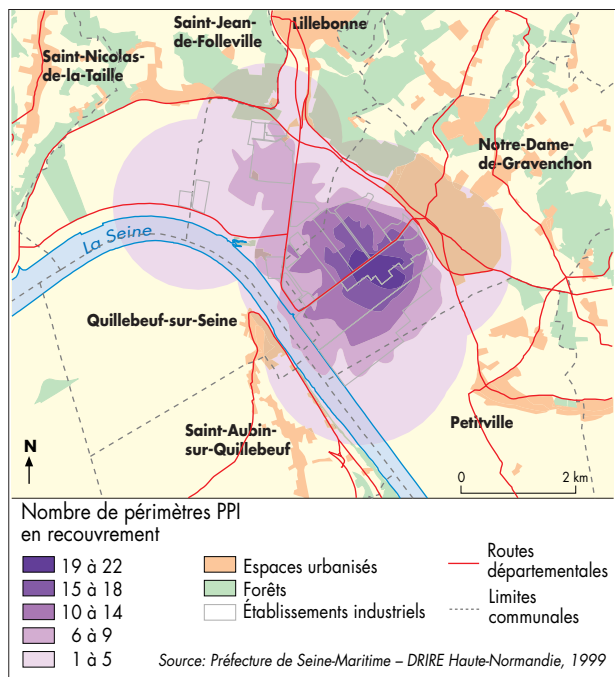 Saint-Jean-
de-Folleville
Lillebonne
Saint-Nicolas-
de-la-Taille
Notre-Dame-
de-Gravenchon
La Seine
Quillebeuf-sur-Seine
Saint-Aubin-
sur-Quillebeuf
Petitville
N
0 2 km
Nombre de périmètres PPI
en recouvrement
19 à 22
15 à 18
10 à 14
6 à 9
1 à 5
Espaces urbanisés
Forêts
Établissements industriels
Routes
départementales
Limites
communales
Source: Préfecture de Seine-Maritime – DRIRE Haute-Normandie, 1999